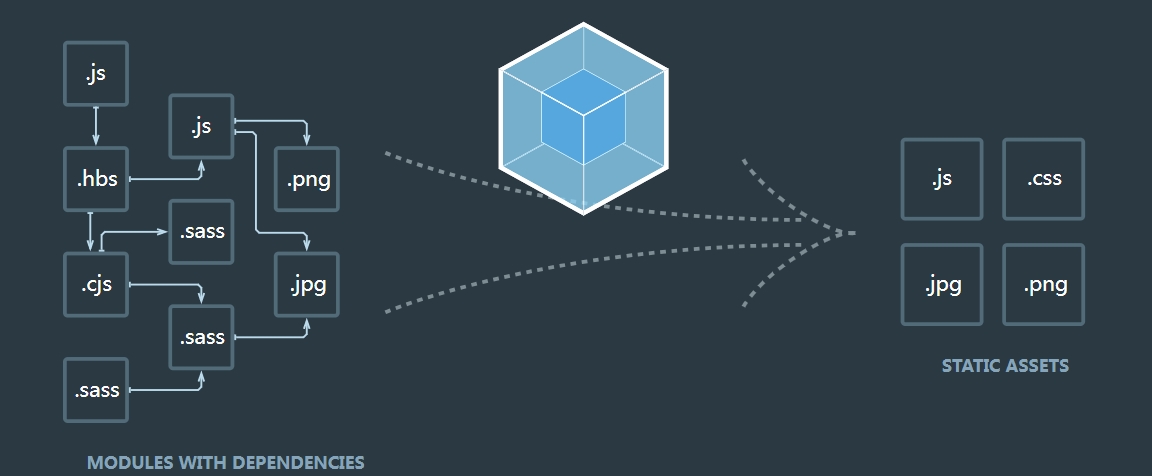 .js
.js
.hbs
.png
.sass
.cjs
.jpg
.sass
.sass
MODULES WITH DEPENDENCIES
.js
.css
.jpg
.png
STATIC ASSETS